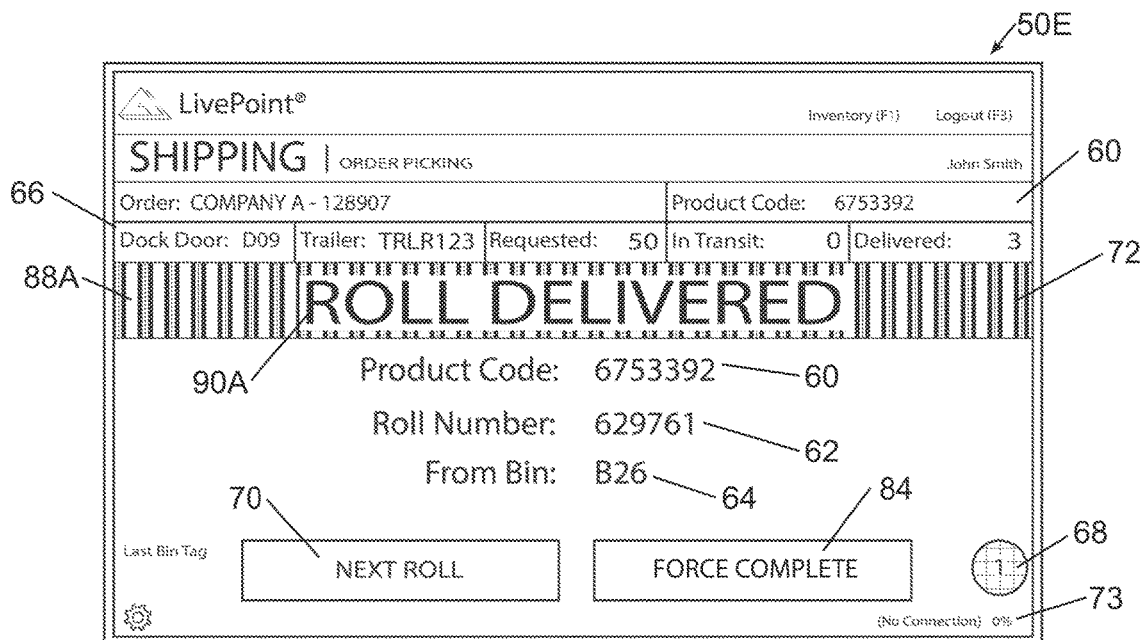 50E
LivePoint®
Inventory (F1) Logout (F3)
SHIPPING | ORDER PICKING
John Smith
60
66
Order: COMPANY A - 128907 Product Code: 6753392
Dock Door: D09 Trailer: TRLR123 Requested: 50 In Transit: 0 Delivered: 3
72
88A
ROLL DELIVERED
90A
Product Code: 6753392 60
Roll Number: 629761
62
From Bin: B26
64
70
84
68
Last Bin Tag
NEXT ROLL FORCE COMPLETE
1
73
(No Connection) 0%